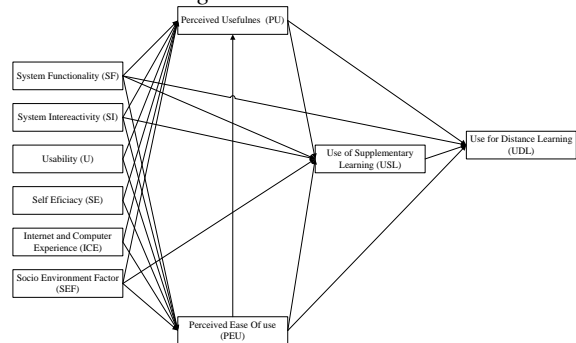 Perceived Usefulnes (PU)
System Functionality (SF)
System Intereactivity (SI)
Usability (U)
Self Eficiacy (SE)
Internet and Computer
Experience (ICE)
Socio Environment Factor
(SEF)
Use of Supplementary
Learning (USL)
Use for Distance Learning
(UDL)
Perceived Ease Of use
(PEU)